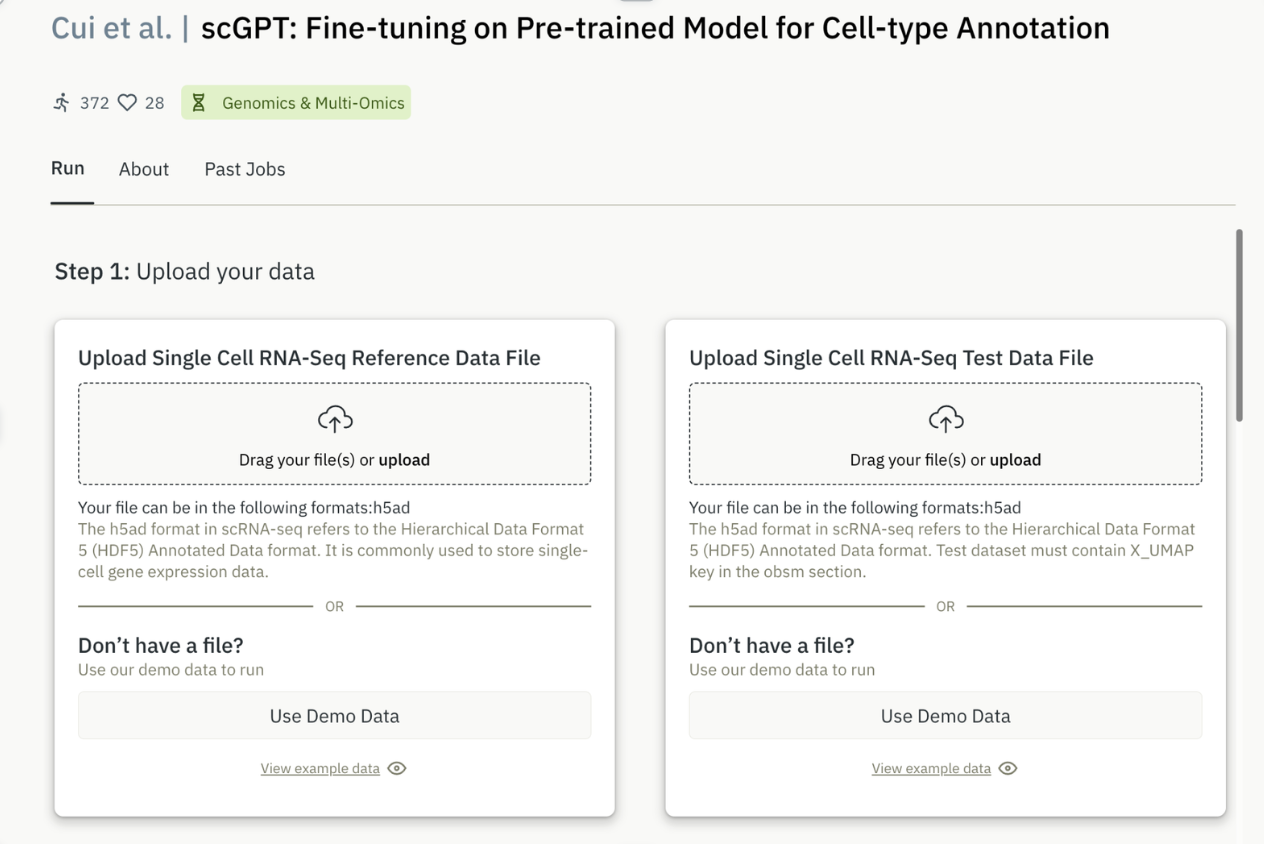 Cui et al. | scGPT: Fine-tuning on Pre-trained Model for Cell-type Annotation
372 28 Genomics & Multi-Omics
Run About Past Jobs
Step 1: Upload your data
Upload Single Cell RNA-Seq Reference Data File
Drag your file(s) or upload
Your file can be in the following formats:h5ad
The h5ad format in scRNA-seq refers to the Hierarchical Data Format
5 (HDF5) Annotated Data format. It is commonly used to store single-
cell gene expression data.
OR
Don’t have a file?
Use our demo data to run
Use Demo Data
View example data
Upload Single Cell RNA-Seq Test Data File
Drag your file(s) or upload
Your file can be in the following formats:h5ad
The h5ad format in scRNA-seq refers to the Hierarchical Data Format
5 (HDF5) Annotated Data format. Test dataset must contain X_UMAP
key in the obsm section.
OR
Don’t have a file?
Use our demo data to run
Use Demo Data
View example data